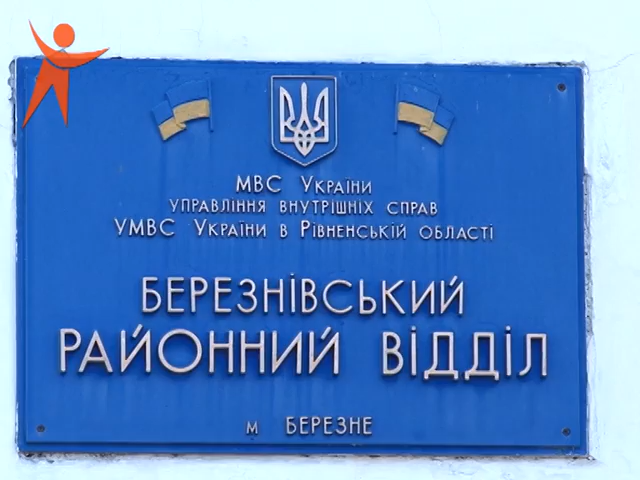 МВС України
УПРАВЛІННЯ ВНУТРІШНІХ СПРАВ
УМВС України в Рівненській області
БЕРЕЗНІВСЬКИЙ
РАЙОННИЙ ВІДДІЛ
м БЕРЕЗНЕ